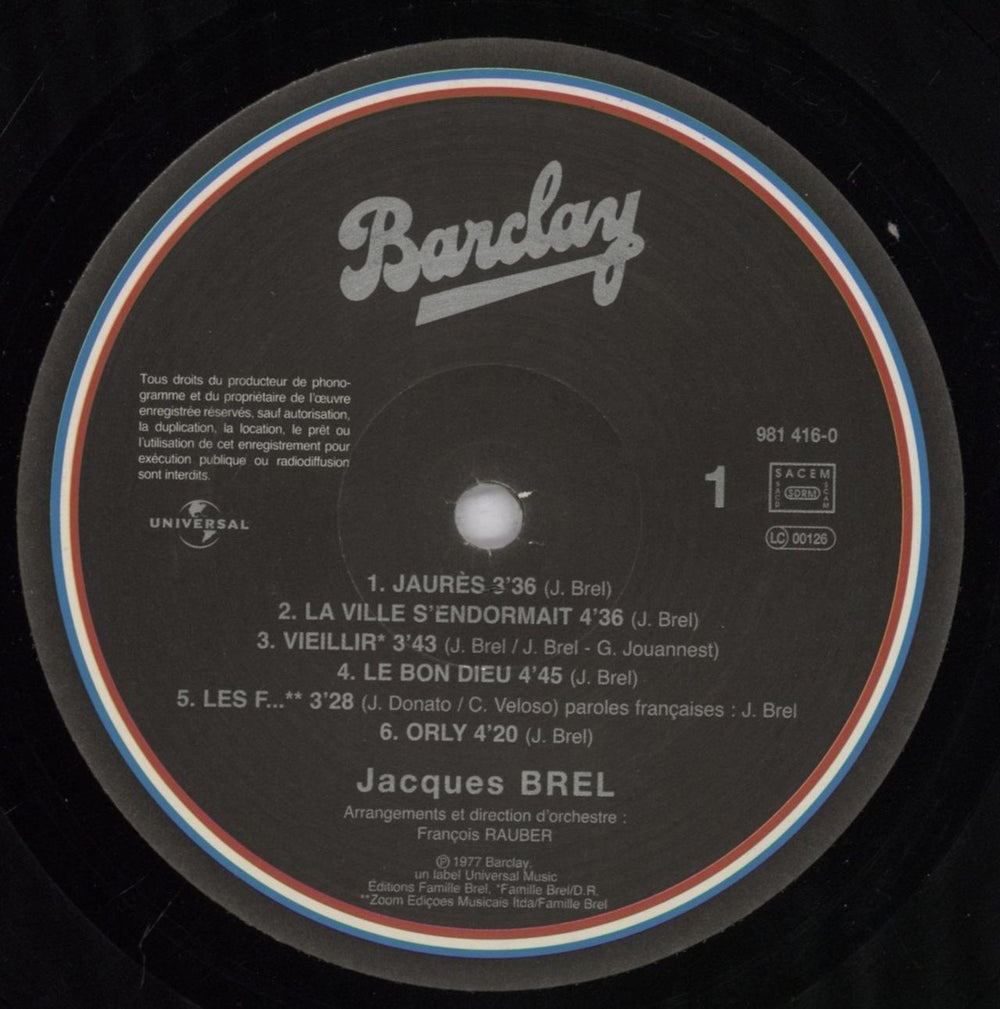 Barclay
Tous droits du producteur de phono-
gramme et du propriétaire de l'œuvre
enregistrée réservés, sauf autorisation,
la duplication, la location, le prêt ou
l'utilisation de cet enregistrement pour
exécution publique ou radiodiffusion
sont interdits.
UNIVERSAL
981 416-0
1
SACEM
SACD
SDRM
SCAM
LC 00126
1. JAURÈS 3'36 (J. Brel)
2. LA VILLE S'ENDORMAIT 4'36 (J. Brel)
3. VIEILLIR* 3'43 (J. Brel / J. Brel - G. Jouannest)
4. LE BON DIEU 4'45 (J. Brel)
5. LES F...** 3'28 (J. Donato / C. Veloso) paroles françaises : J. Brel
6. ORLY 4'20 (J. Brel)
Jacques BREL
Arrangements et direction d'orchestre :
François RAUBER
℗ 1977 Barclay,
un label Universal Music
Éditions Famille Brel, *Famille Brel/D.R.
**Zoom Ediçoes Musicais ltda/Famille Brel